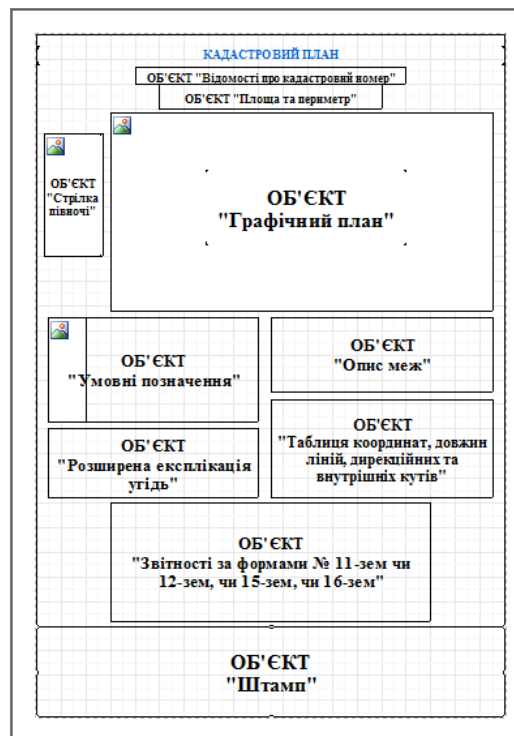 КАДАСТРОВИЙ ПЛАН
ОБ'ЄКТ "Відомості про кадастровий номер"
ОБ'ЄКТ "Площа та периметр"
ОБ'ЄКТ
"Стрілка
півночі"
ОБ'ЄКТ
"Графічний план"
ОБ'ЄКТ
"Умовні позначення"
ОБ'ЄКТ
"Опис меж"
ОБ'ЄКТ
"Розширена експлікація
угідь"
ОБ'ЄКТ
"Таблиця координат, довжин
ліній, дирекційних та
внутрішніх кутів"
ОБ'ЄКТ
"Звітності за формами № 11-зем чи
12-зем, чи 15-зем, чи 16-зем"
ОБ'ЄКТ
"Штамп"